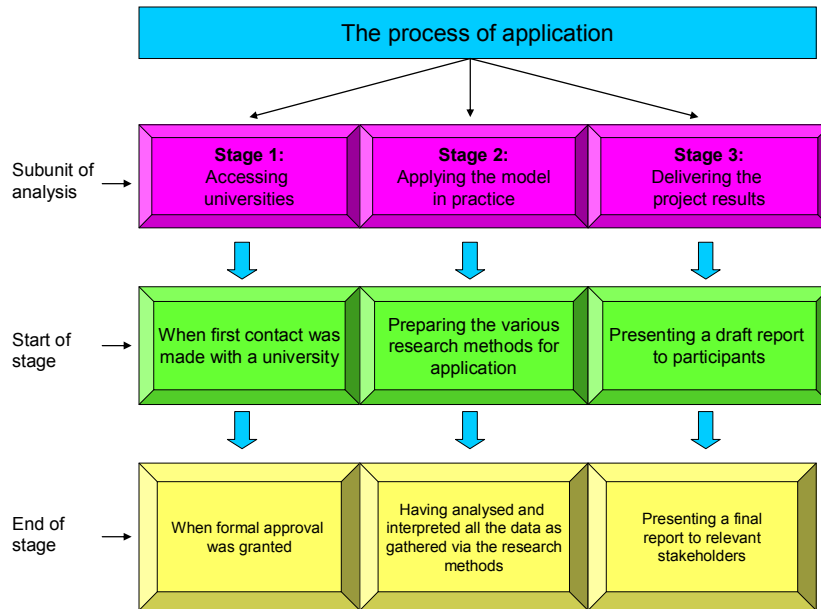 The process of application
Subunit of
analysis
Stage 1:
Accessing
universities
Stage 2:
Applying the model
in practice
Stage 3:
Delivering the
project results
Start of
stage
When first contact was
made with a university
Preparing the various
research methods for
application
Presenting a draft report
to participants
End of
stage
When formal approval
was granted
Having analysed and
interpreted all the data as
gathered via the research
methods
Presenting a final
report to relevant
stakeholders